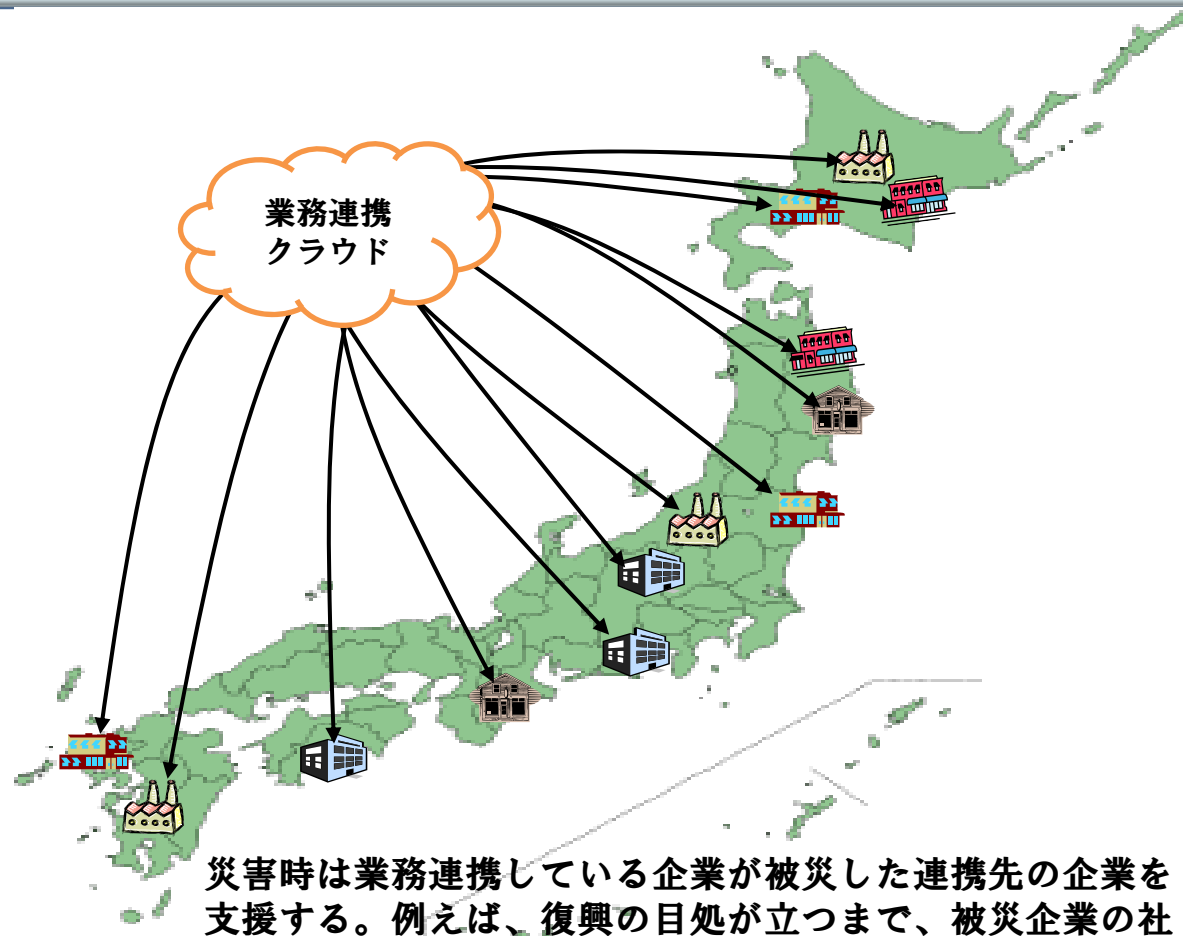 業務連携
クラウド
災害時は業務連携している企業が被災した連携先の企業を
支援する。例えば、復興の目処が立つまで、被災企業の社